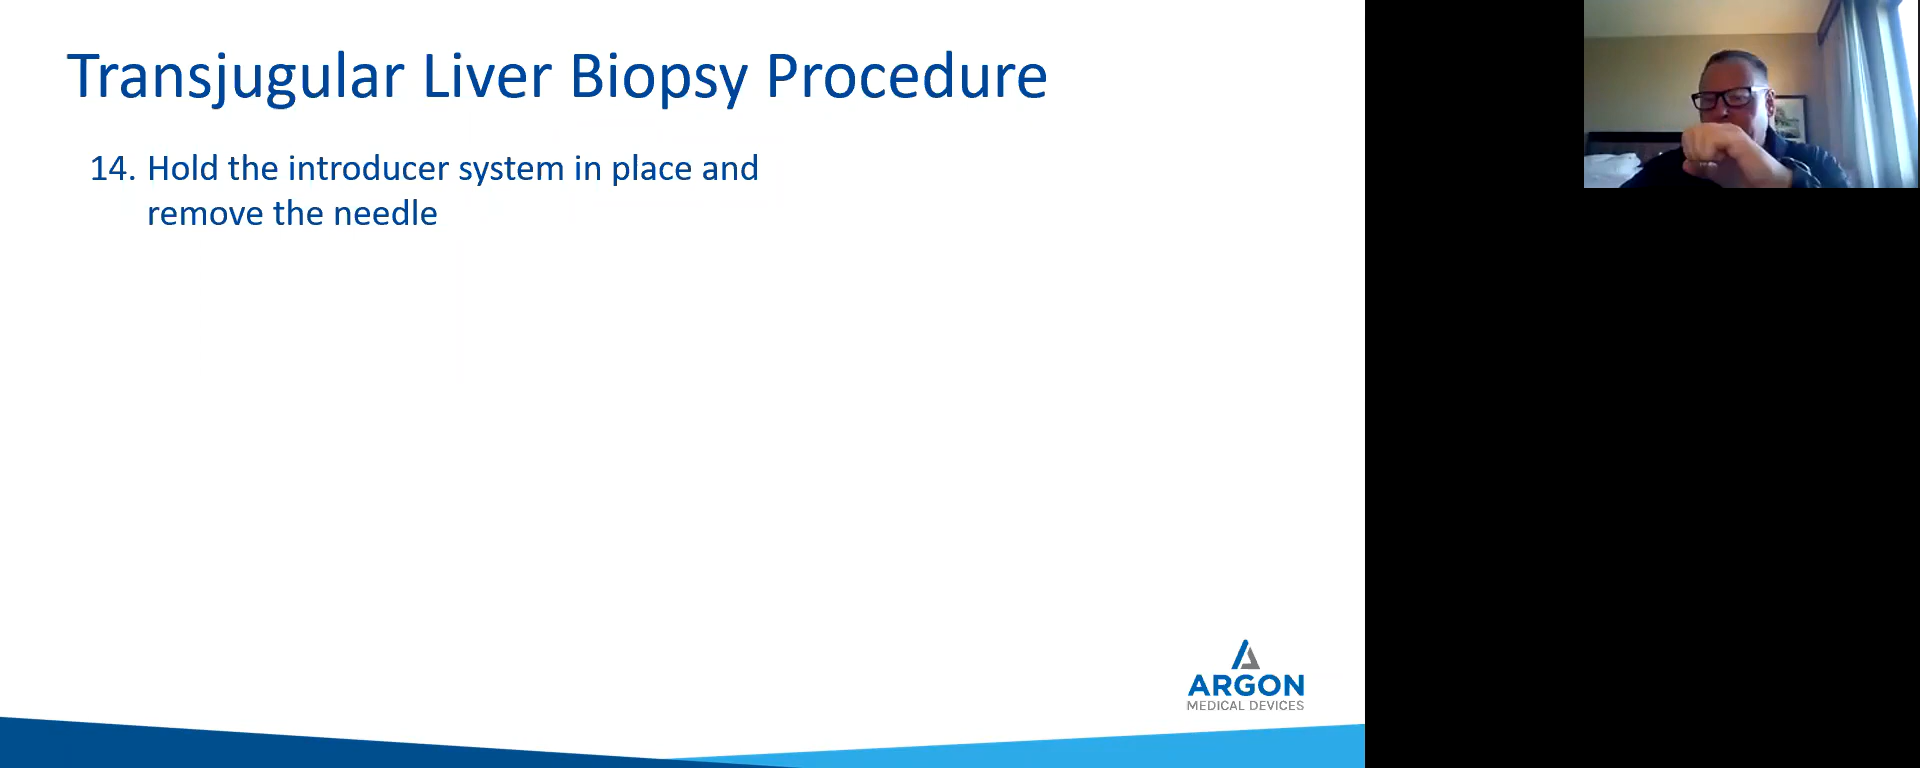 Transjugular Liver Biopsy Procedure
14. Hold the introducer system in place and
remove the needle
ARGON
MEDICAL DEVICES